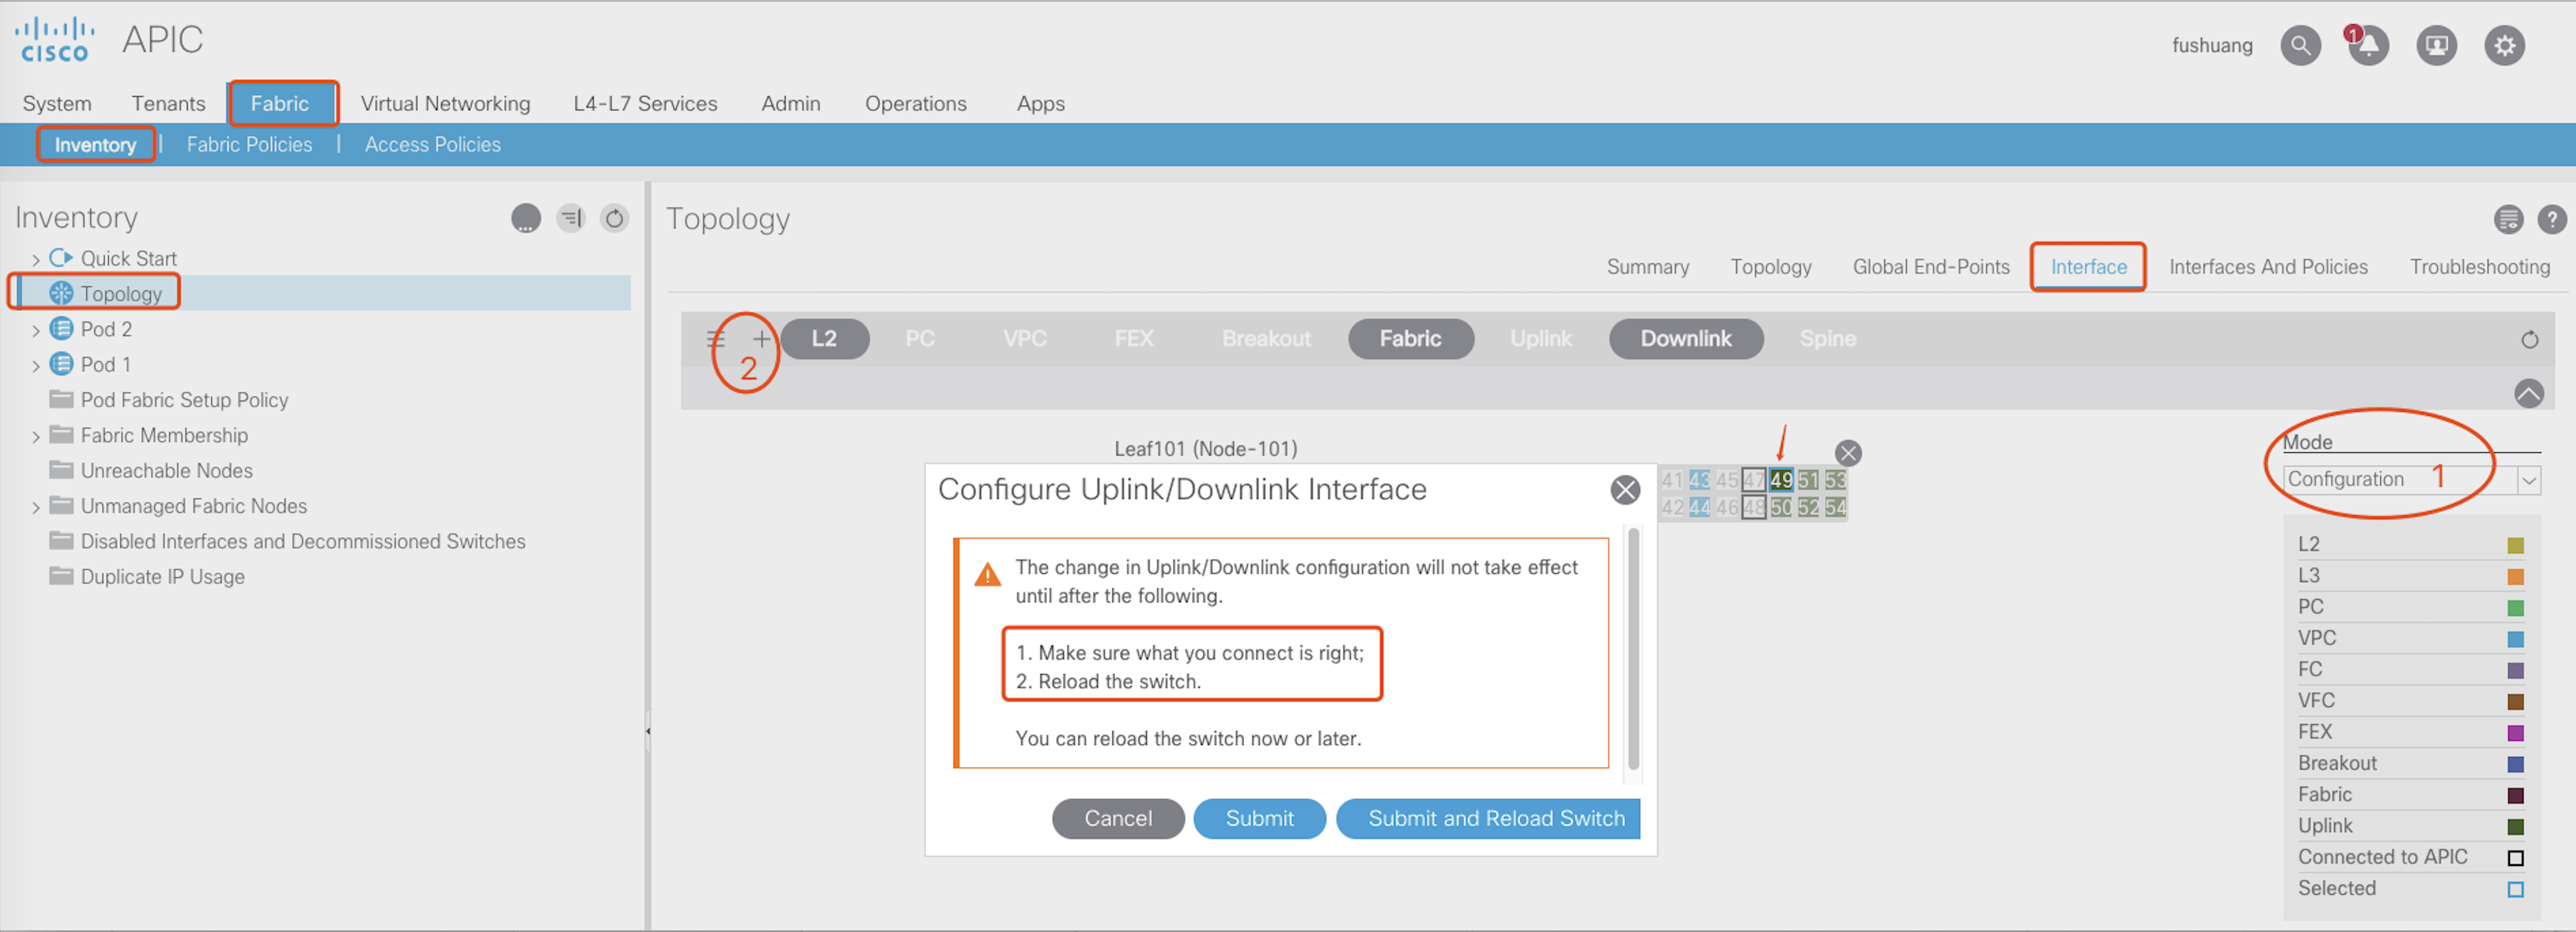 CISCO APIC
fushuang
1
System Tenants Fabric Virtual Networking L4-L7 Services Admin Operations Apps
Inventory | Fabric Policies | Access Policies
Inventory
Quick Start
Topology
Pod 2
Pod 1
Pod Fabric Setup Policy
Fabric Membership
Unreachable Nodes
Unmanaged Fabric Nodes
Disabled Interfaces and Decommissioned Switches
Duplicate IP Usage
Topology
Summary Topology Global End-Points Interface Interfaces And Policies Troubleshooting
L2 PC VPC FEX Breakout Fabric Uplink Downlink Spine
2
Leaf101 (Node-101)
41 43 45 47 49 51 53
42 44 46 48 50 52 54
Configure Uplink/Downlink Interface
The change in Uplink/Downlink configuration will not take effect
until after the following.
1. Make sure what you connect is right;
2. Reload the switch.
You can reload the switch now or later.
Cancel Submit Submit and Reload Switch
Mode
Configuration 1
L2
L3
PC
VPC
FC
VFC
FEX
Breakout
Fabric
Uplink
Connected to APIC
Selected